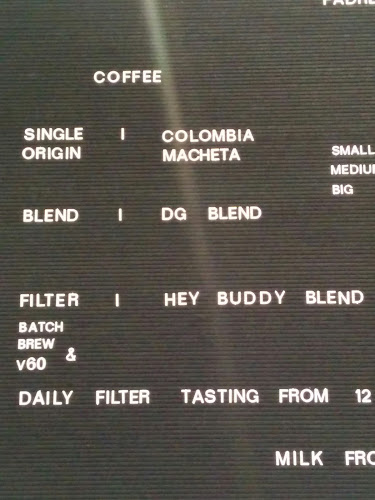 COFFEE
SINGLE ORIGIN | COLOMBIA MACHETA
SMALL
BIG
BLEND | DG BLEND
FILTER | HEY BUDDY BLEND
BATCH BREW & v60
DAILY FILTER TASTING FROM 12
MILK